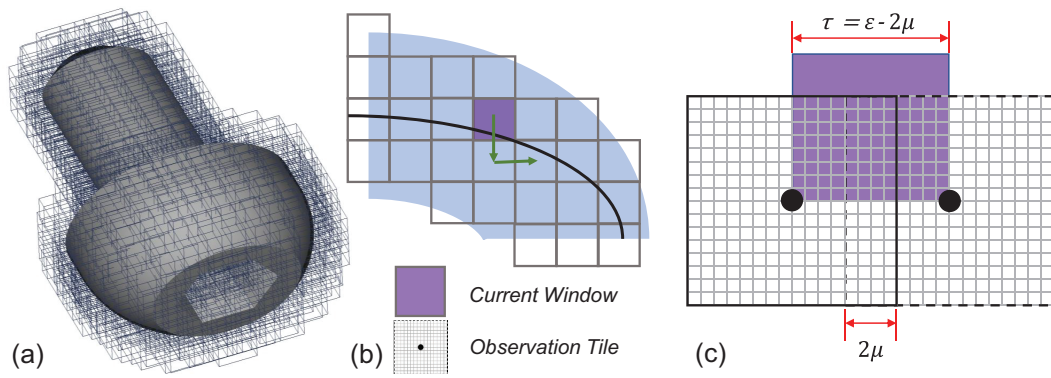 τ = ε - 2μ
Current Window
Observation Tile
2μ
(a)
(b)
(c)